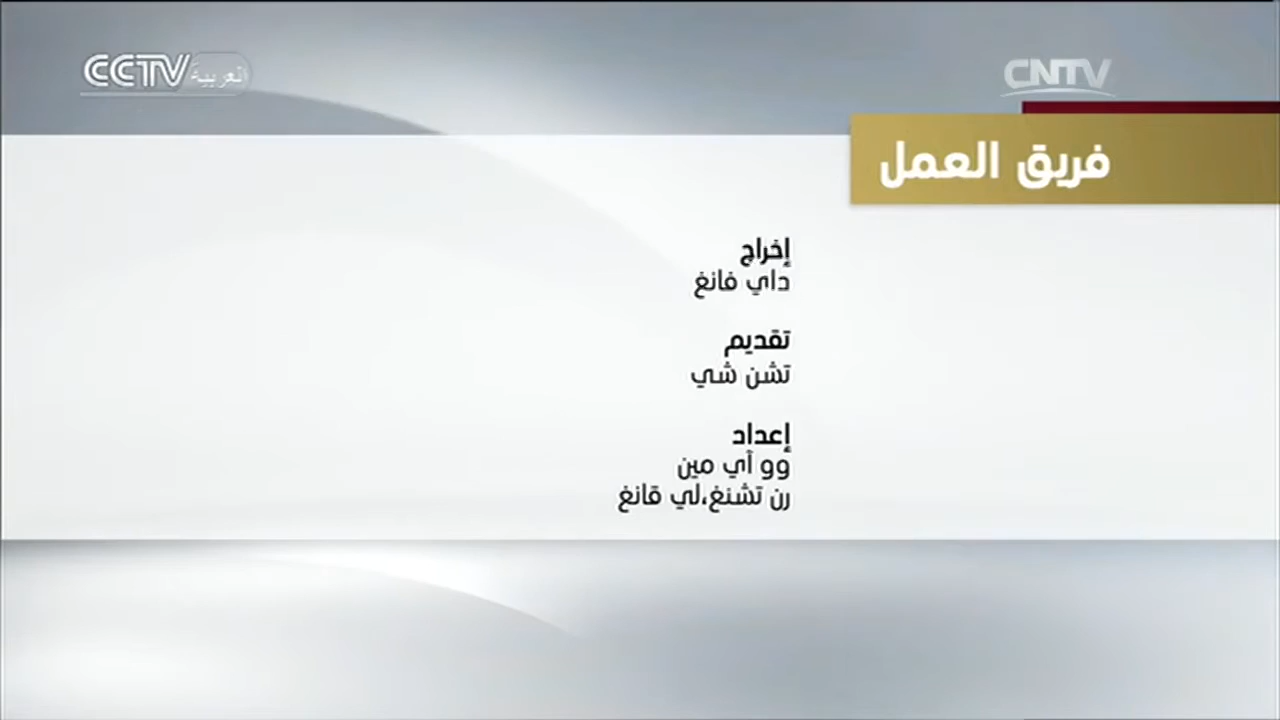 CCTV العربية
CNTV
فريق العمل
إخراج
داي فانغ
تقديم
تشن شي
إعداد
وو آي مين
رن تشنغ،لي قانغ